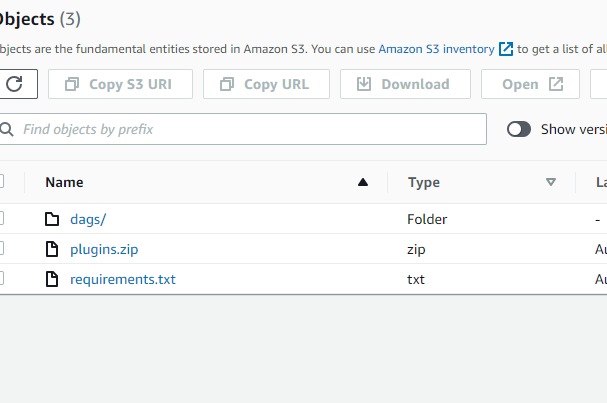 Objects (3)
Objects are the fundamental entities stored in Amazon S3. You can use Amazon S3 inventory to get a list of all
Copy S3 URI Copy URL Download Open
Find objects by prefix Show versi
Name Type La
dags/ Folder -
plugins.zip zip Au
requirements.txt txt Au